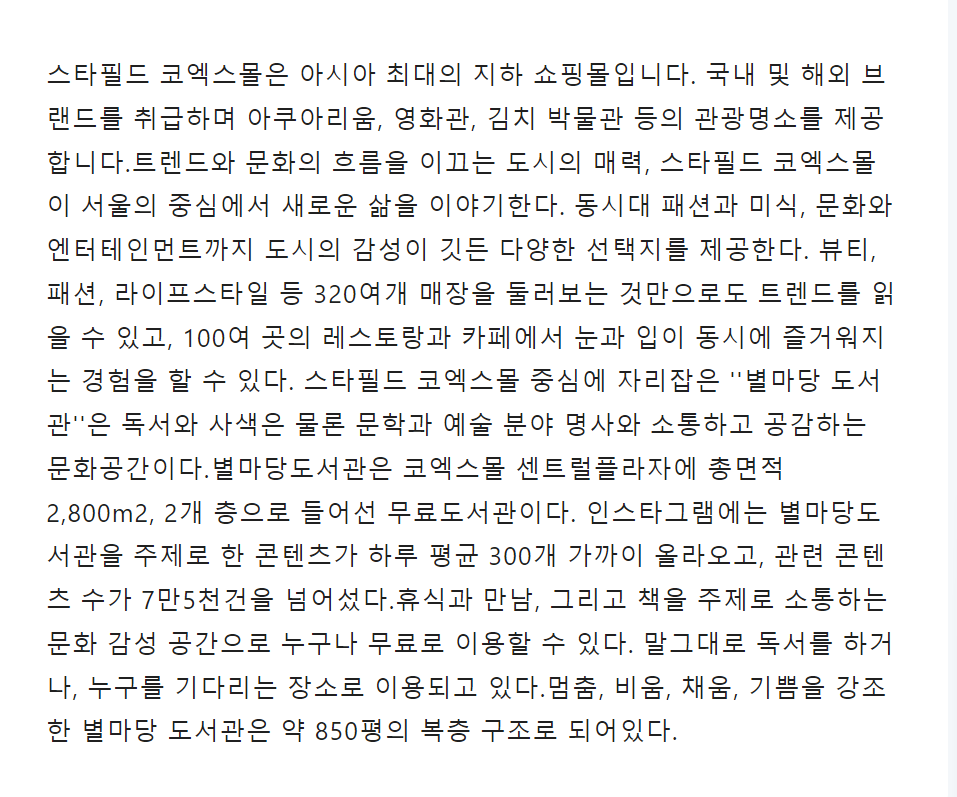 스타필드 코엑스몰은 아시아 최대의 지하 쇼핑몰입니다. 국내 및 해외 브
랜드를 취급하며 아쿠아리움, 영화관, 김치 박물관 등의 관광명소를 제공
합니다.트렌드와 문화의 흐름을 이끄는 도시의 매력, 스타필드 코엑스몰
이 서울의 중심에서 새로운 삶을 이야기한다. 동시대 패션과 미식, 문화와
엔터테인먼트까지 도시의 감성이 깃든 다양한 선택지를 제공한다. 뷰티,
패션, 라이프스타일 등 320여개 매장을 둘러보는 것만으로도 트렌드를 읽
을 수 있고, 100여 곳의 레스토랑과 카페에서 눈과 입이 동시에 즐거워지
는 경험을 할 수 있다. 스타필드 코엑스몰 중심에 자리잡은 ''별마당 도서
관''은 독서와 사색은 물론 문학과 예술 분야 명사와 소통하고 공감하는
문화공간이다.별마당도서관은 코엑스몰 센트럴플라자에 총면적
2,800m2, 2개 층으로 들어선 무료도서관이다. 인스타그램에는 별마당도
서관을 주제로 한 콘텐츠가 하루 평균 300개 가까이 올라오고, 관련 콘텐
츠 수가 7만5천건을 넘어섰다.휴식과 만남, 그리고 책을 주제로 소통하는
문화 감성 공간으로 누구나 무료로 이용할 수 있다. 말그대로 독서를 하거
나, 누구를 기다리는 장소로 이용되고 있다.멈춤, 비움, 채움, 기쁨을 강조
한 별마당 도서관은 약 850평의 복층 구조로 되어있다.